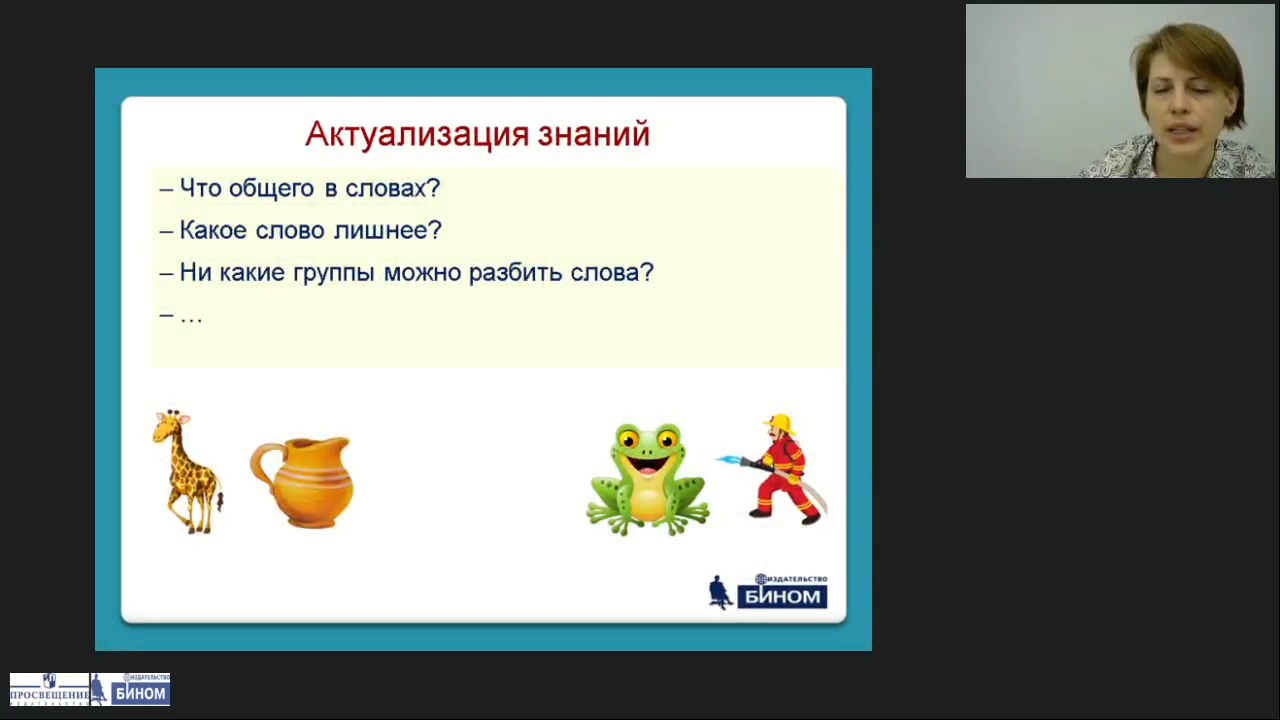 Актуализация знаний
– Что общего в словах?
– Какое слово лишнее?
– Ни какие группы можно разбить слова?
– …
ИЗДАТЕЛЬСТВО
БИНОМ
ПРОСВЕЩЕНИЕ
ИЗДАТЕЛЬСТВО
ИЗДАТЕЛЬСТВО
БИНОМ